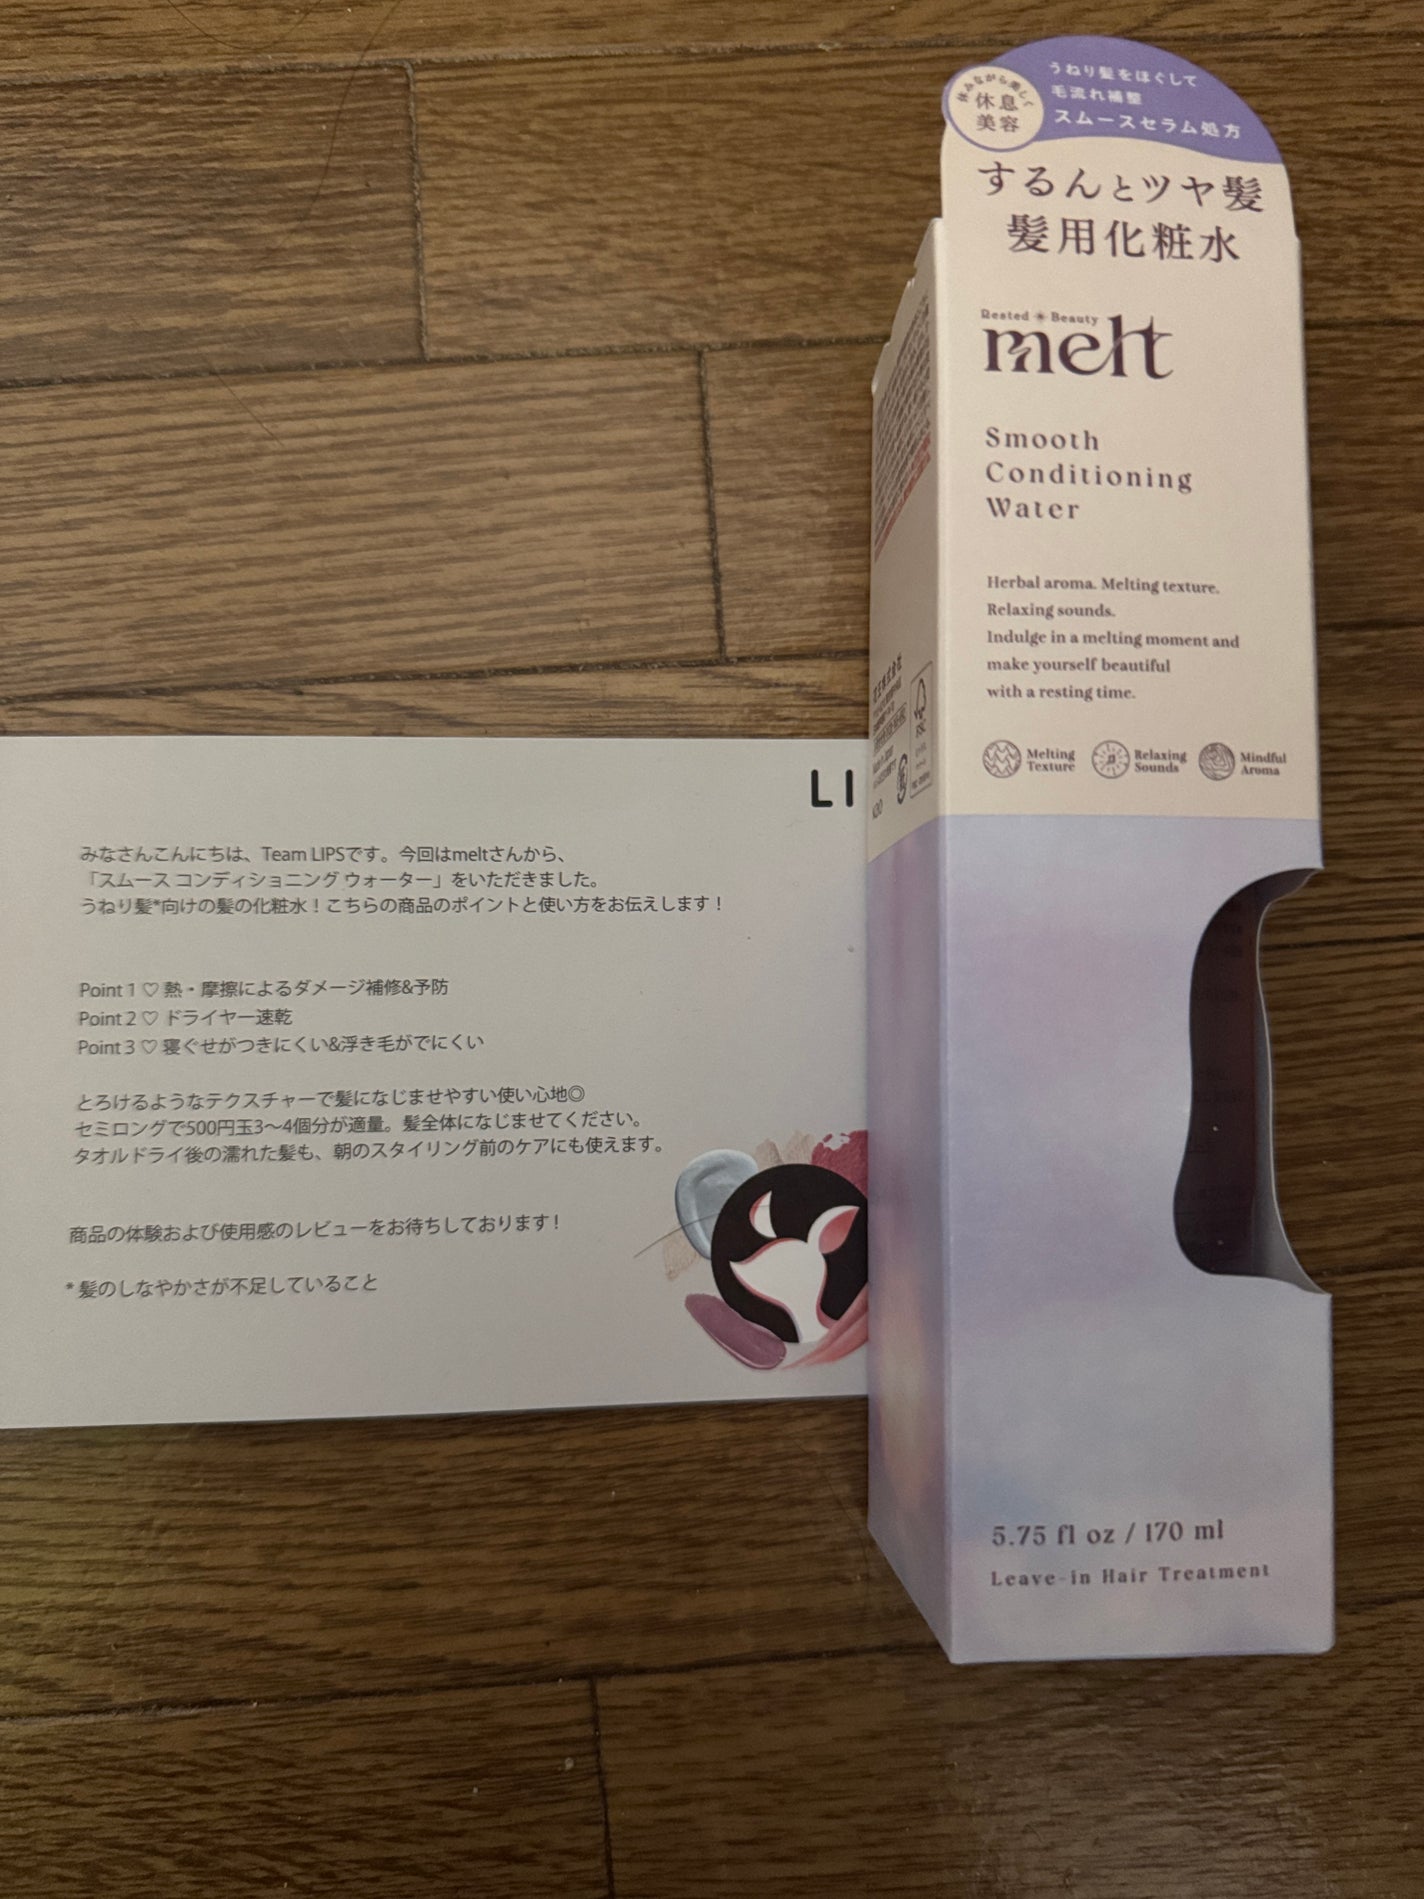 休みながら美しく
休息
美容
うねり髪をほぐして
毛流れ補整
スムースセラム処方
するんとツヤ髪
髪用化粧水
Rested Beauty
melt
Smooth
Conditioning
Water
Herbal aroma. Melting texture.
Relaxing sounds.
Indulge in a melting moment and
make yourself beautiful
with a resting time.
Melting
Texture
Relaxing
Sounds
Mindful
Aroma
5.75 fl oz / 170 ml
Leave-in Hair Treatment
花王株式会社
FSC
KAO
LI
みなさんこんにちは、Team LIPSです。今回はmeltさんから、
「スムース コンディショニング ウォーター」をいただきました。
うねり髪*向けの髪の化粧水！こちらの商品のポイントと使い方をお伝えします！
Point 1 ♡ 熱・摩擦によるダメージ補修&予防
Point 2 ♡ ドライヤー速乾
Point 3 ♡ 寝ぐせがつきにくい&浮き毛がでにくい
とろけるようなテクスチャーで髪になじませやすい使い心地◎
セミロングで500円玉3〜4個分が適量。髪全体になじませてください。
タオルドライ後の濡れた髪も、朝のスタイリング前のケアにも使えます。
商品の体験および使用感のレビューをお待ちしております！
* 髪のしなやかさが不足していること